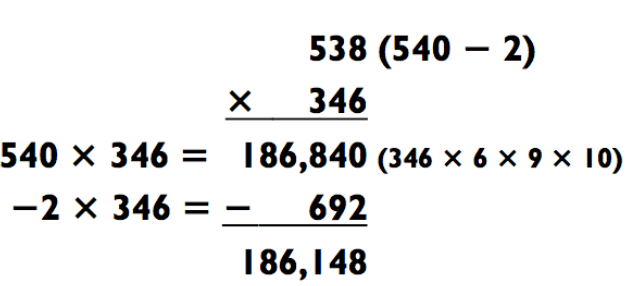 538 (540 − 2)
× 346
540 × 346 = 186,840 (346 × 6 × 9 × 10)
−2 × 346 = − 692
186,148